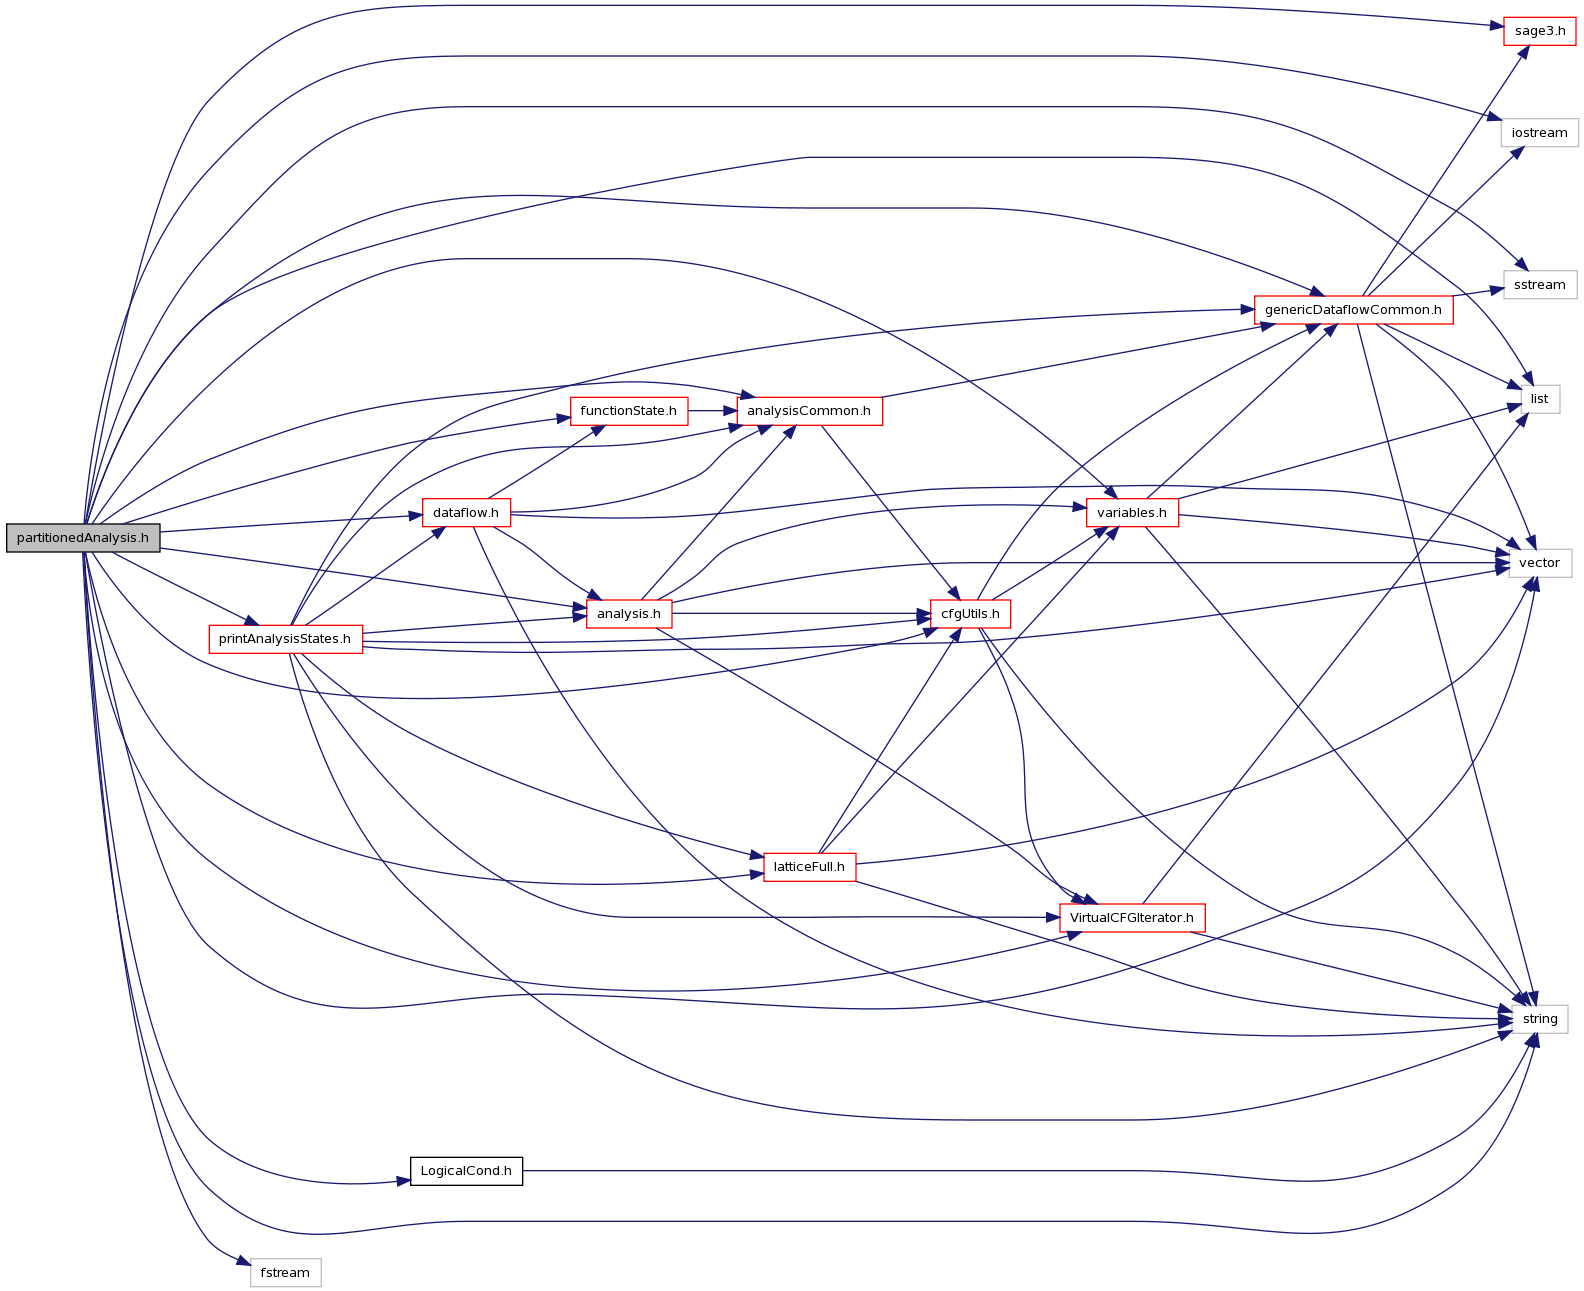 sage3.h
iostream
sstream
genericDataflowCommon.h
list
functionState.h
analysisCommon.h
dataflow.h
variables.h
partitionedAnalysis.h
vector
analysis.h
cfgUtils.h
printAnalysisStates.h
latticeFull.h
VirtualCFGIterator.h
string
LogicalCond.h
fstream